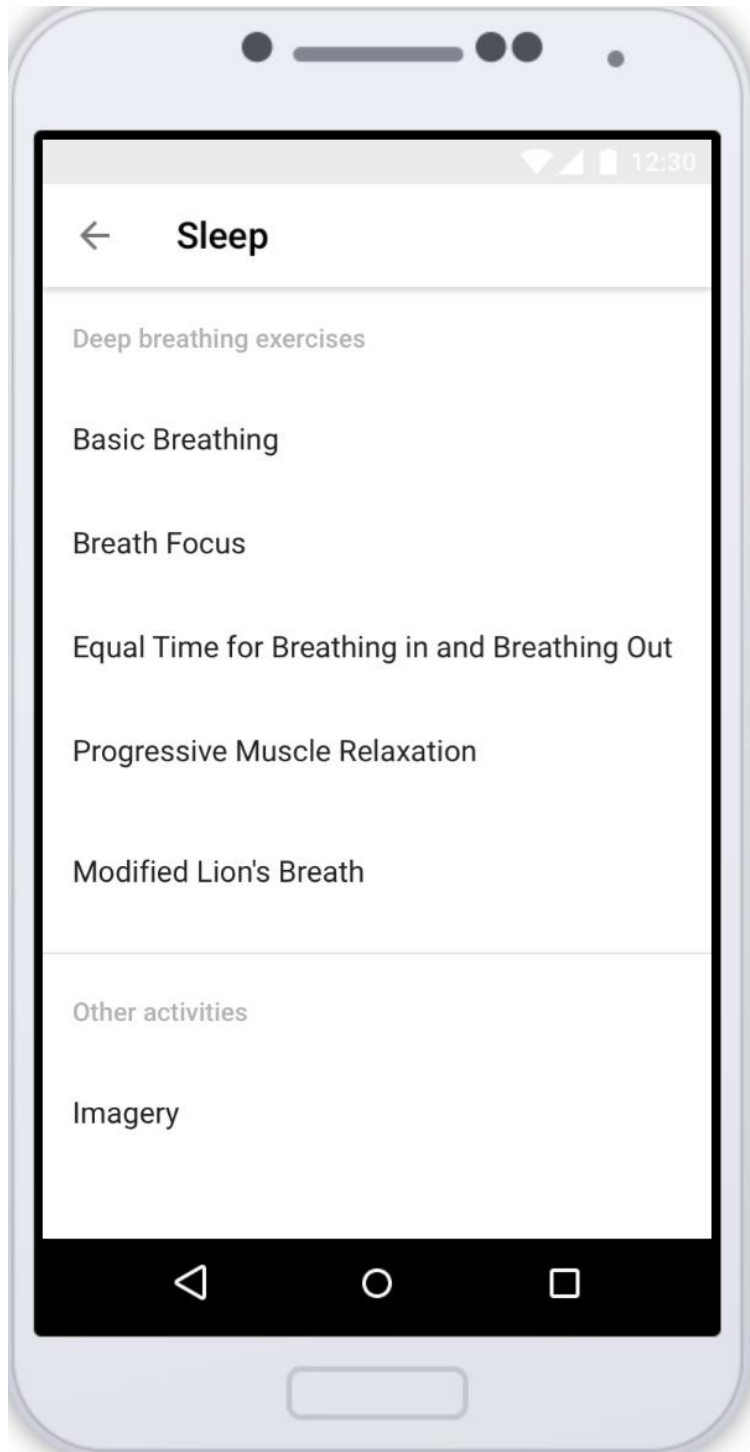 12:30
Sleep
Deep breathing exercises
Basic Breathing
Breath Focus
Equal Time for Breathing in and Breathing Out
Progressive Muscle Relaxation
Modified Lion's Breath
Other activities
Imagery